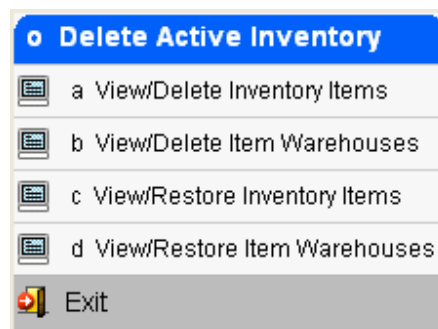 o Delete Active Inventory
a View/Delete Inventory Items
b View/Delete Item Warehouses
c View/Restore Inventory Items
d View/Restore Item Warehouses
Exit